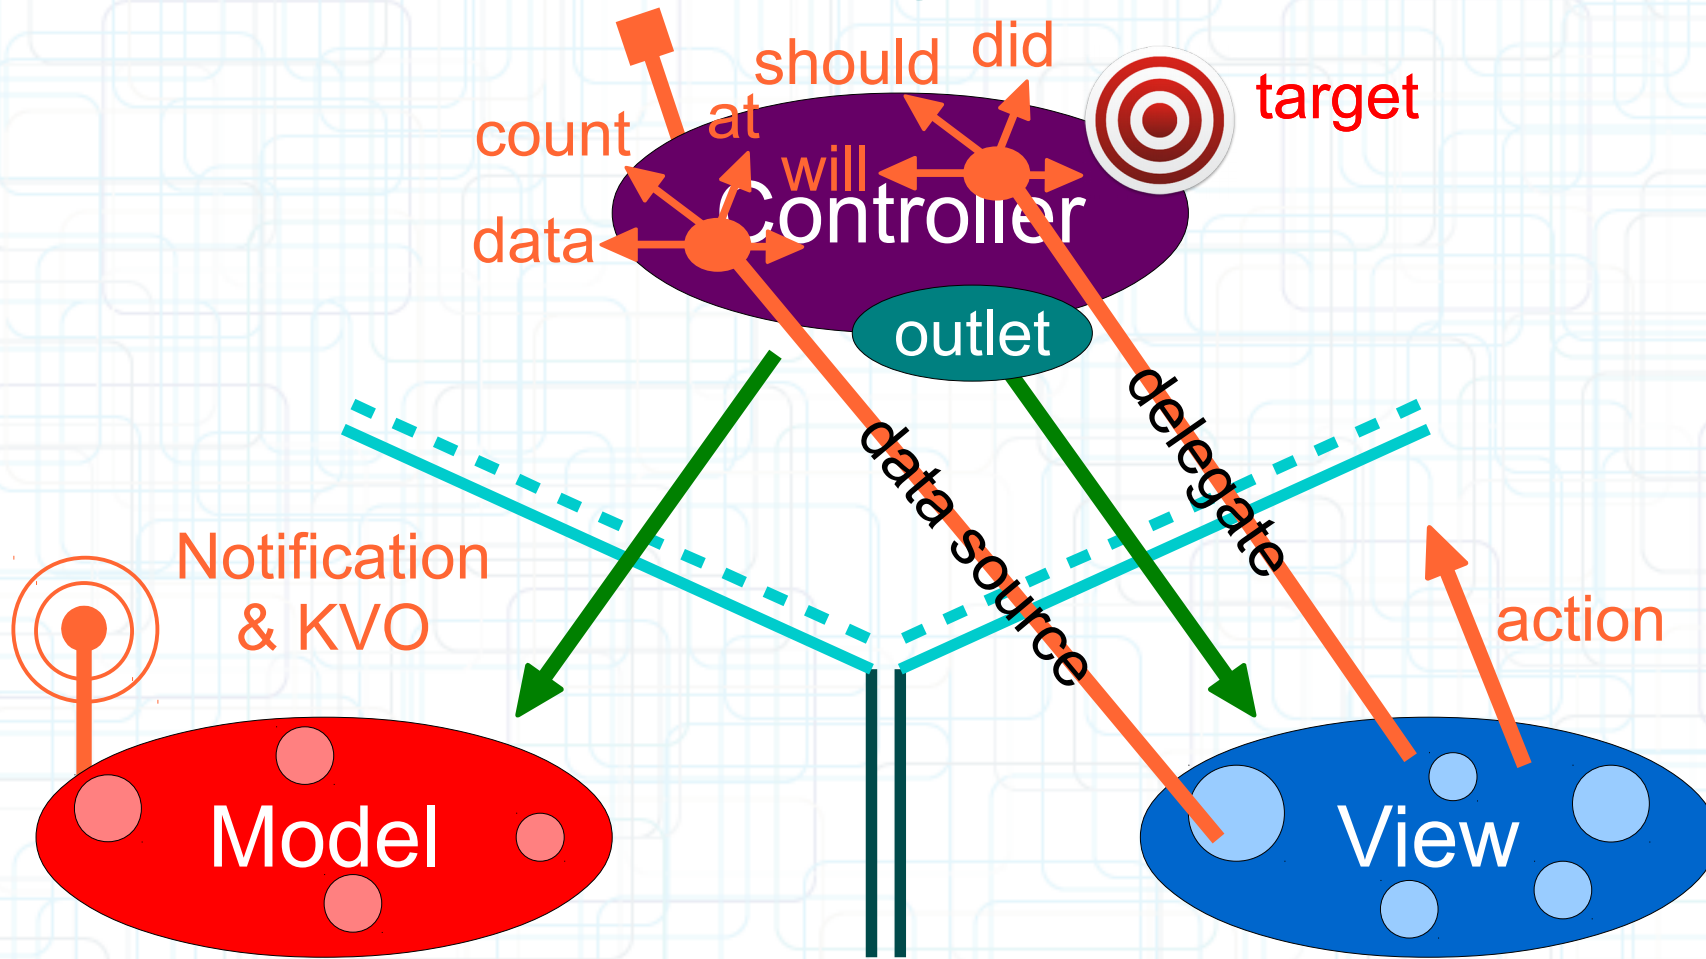 should
did
target
count
at
will
Controller
data
outlet
delegate
data source
Notification
& KVO
action
Model
View